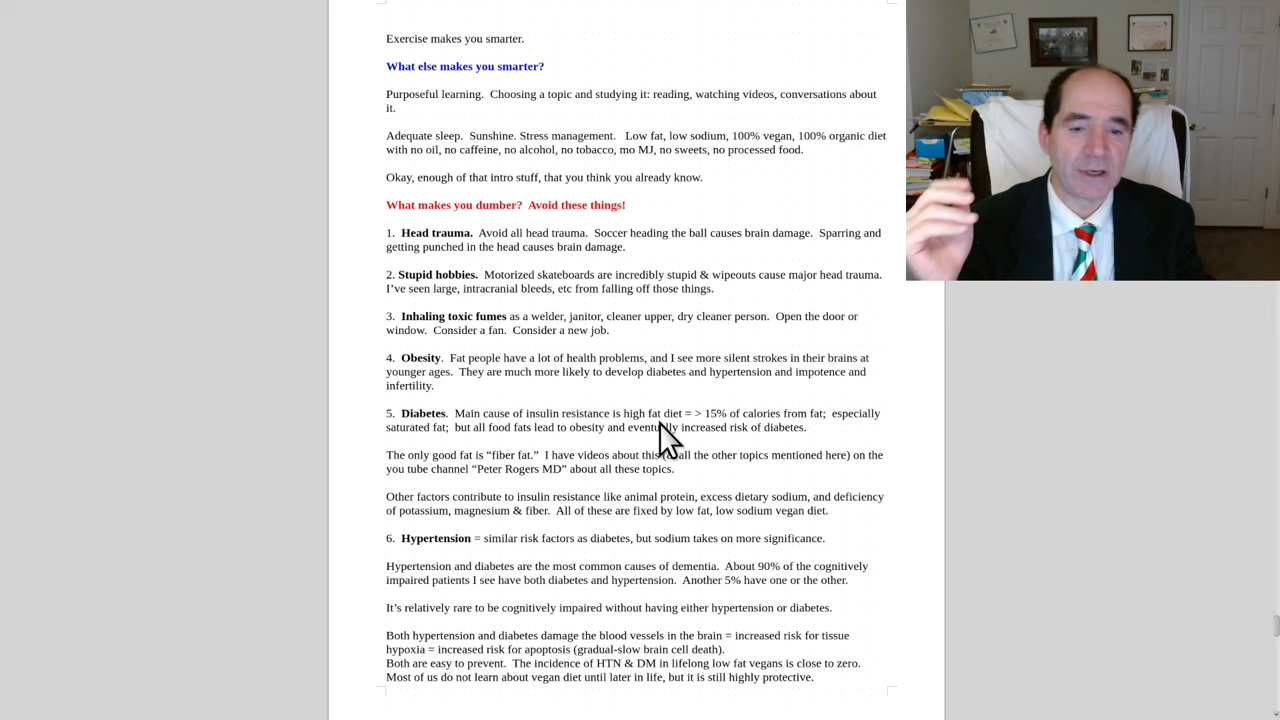 Exercise makes you smarter.
What else makes you smarter?
Purposeful learning.  Choosing a topic and studying it: reading, watching videos, conversations about
it.
Adequate sleep.  Sunshine. Stress management.   Low fat, low sodium, 100% vegan, 100% organic diet
with no oil, no caffeine, no alcohol, no tobacco, mo MJ, no sweets, no processed food.
Okay, enough of that intro stuff, that you think you already know.
What makes you dumber?  Avoid these things!
1.  Head trauma.  Avoid all head trauma.  Soccer heading the ball causes brain damage.  Sparring and
getting punched in the head causes brain damage.
2. Stupid hobbies.  Motorized skateboards are incredibly stupid & wipeouts cause major head trauma.
I’ve seen large, intracranial bleeds, etc from falling off those things.
3.  Inhaling toxic fumes as a welder, janitor, cleaner upper, dry cleaner person.  Open the door or
window.  Consider a fan.  Consider a new job.
4.  Obesity.  Fat people have a lot of health problems, and I see more silent strokes in their brains at
younger ages.  They are much more likely to develop diabetes and hypertension and impotence and
infertility.
5.  Diabetes.  Main cause of insulin resistance is high fat diet = > 15% of calories from fat;  especially
saturated fat;  but all food fats lead to obesity and eventually increased risk of diabetes.
The only good fat is “fiber fat.”  I have videos about this all the other topics mentioned here) on the
you tube channel “Peter Rogers MD” about all these topics.
Other factors contribute to insulin resistance like animal protein, excess dietary sodium, and deficiency
of potassium, magnesium & fiber.  All of these are fixed by low fat, low sodium vegan diet.
6.  Hypertension = similar risk factors as diabetes, but sodium takes on more significance.
Hypertension and diabetes are the most common causes of dementia.  About 90% of the cognitively
impaired patients I see have both diabetes and hypertension.  Another 5% have one or the other.
It’s relatively rare to be cognitively impaired without having either hypertension or diabetes.
Both hypertension and diabetes damage the blood vessels in the brain = increased risk for tissue
hypoxia = increased risk for apoptosis (gradual-slow brain cell death).
Both are easy to prevent.  The incidence of HTN & DM in lifelong low fat vegans is close to zero.
Most of us do not learn about vegan diet until later in life, but it is still highly protective.